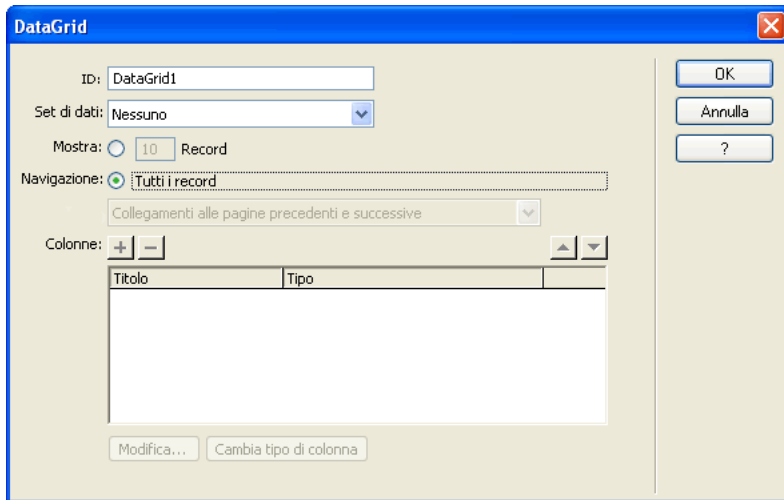 DataGrid
ID: DataGrid1
OK
Set di dati: Nessuno
Annulla
Mostra: 10 Record
?
Navigazione: Tutti i record
Collegamenti alle pagine precedenti e successive
Colonne:
Titolo Tipo
Modifica... Cambia tipo di colonna